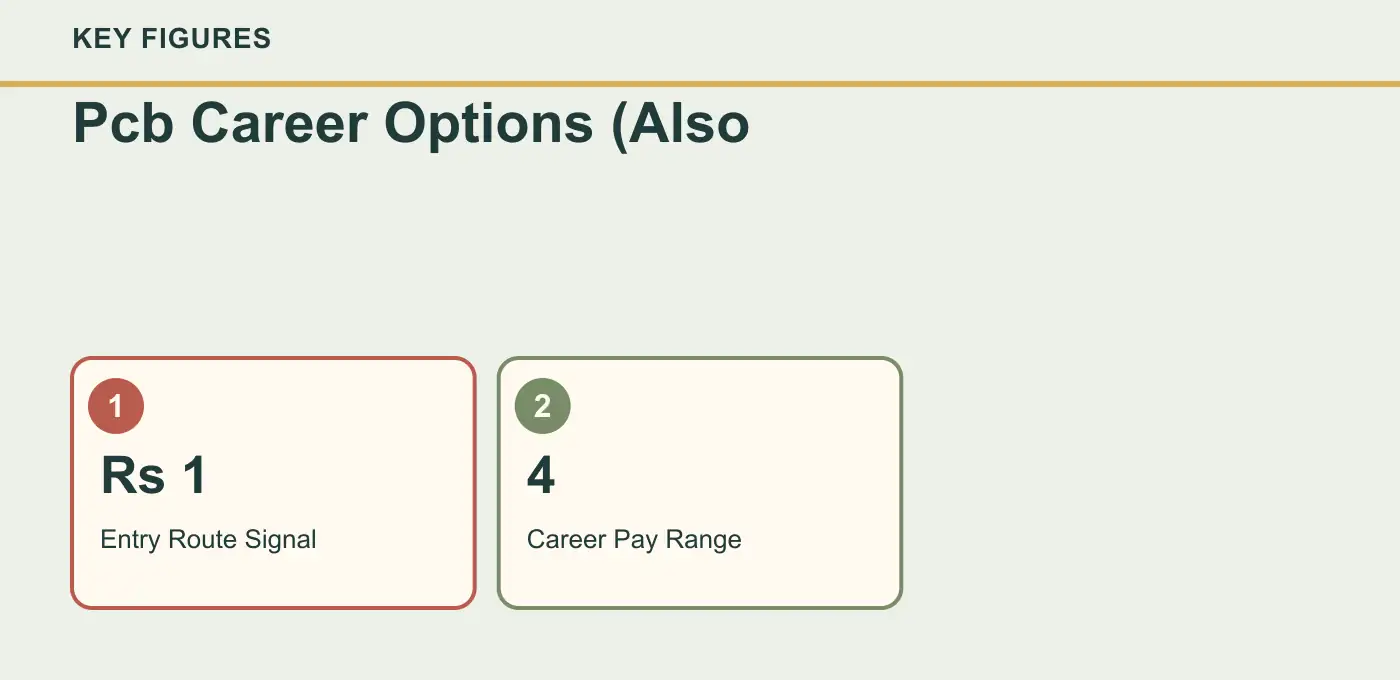 KEY FIGURES
Pcb Career Options (Also
1
Rs 1
Entry Route Signal
2
4
Career Pay Range